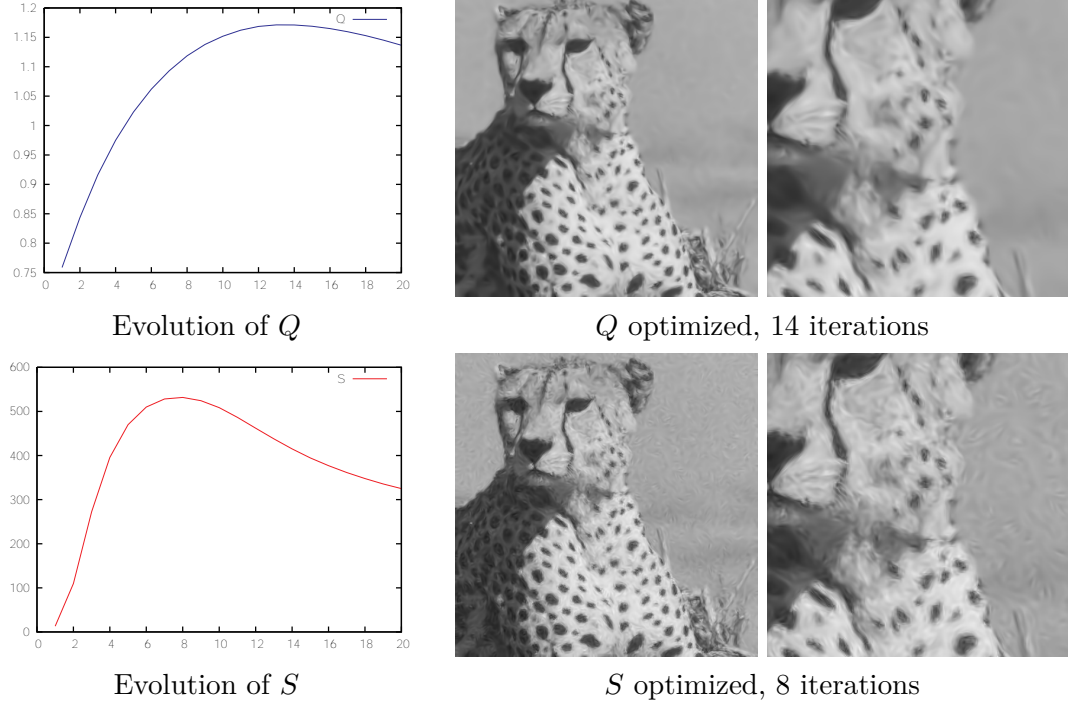 1.2
1.15
1.1
1.05
1
0.95
0.9
0.85
0.8
0.75
0 2 4 6 8 10 12 14 16 18 20
Q
Evolution of Q
Q optimized, 14 iterations
600
500
400
300
200
100
0
0 2 4 6 8 10 12 14 16 18 20
S
Evolution of S
S optimized, 8 iterations